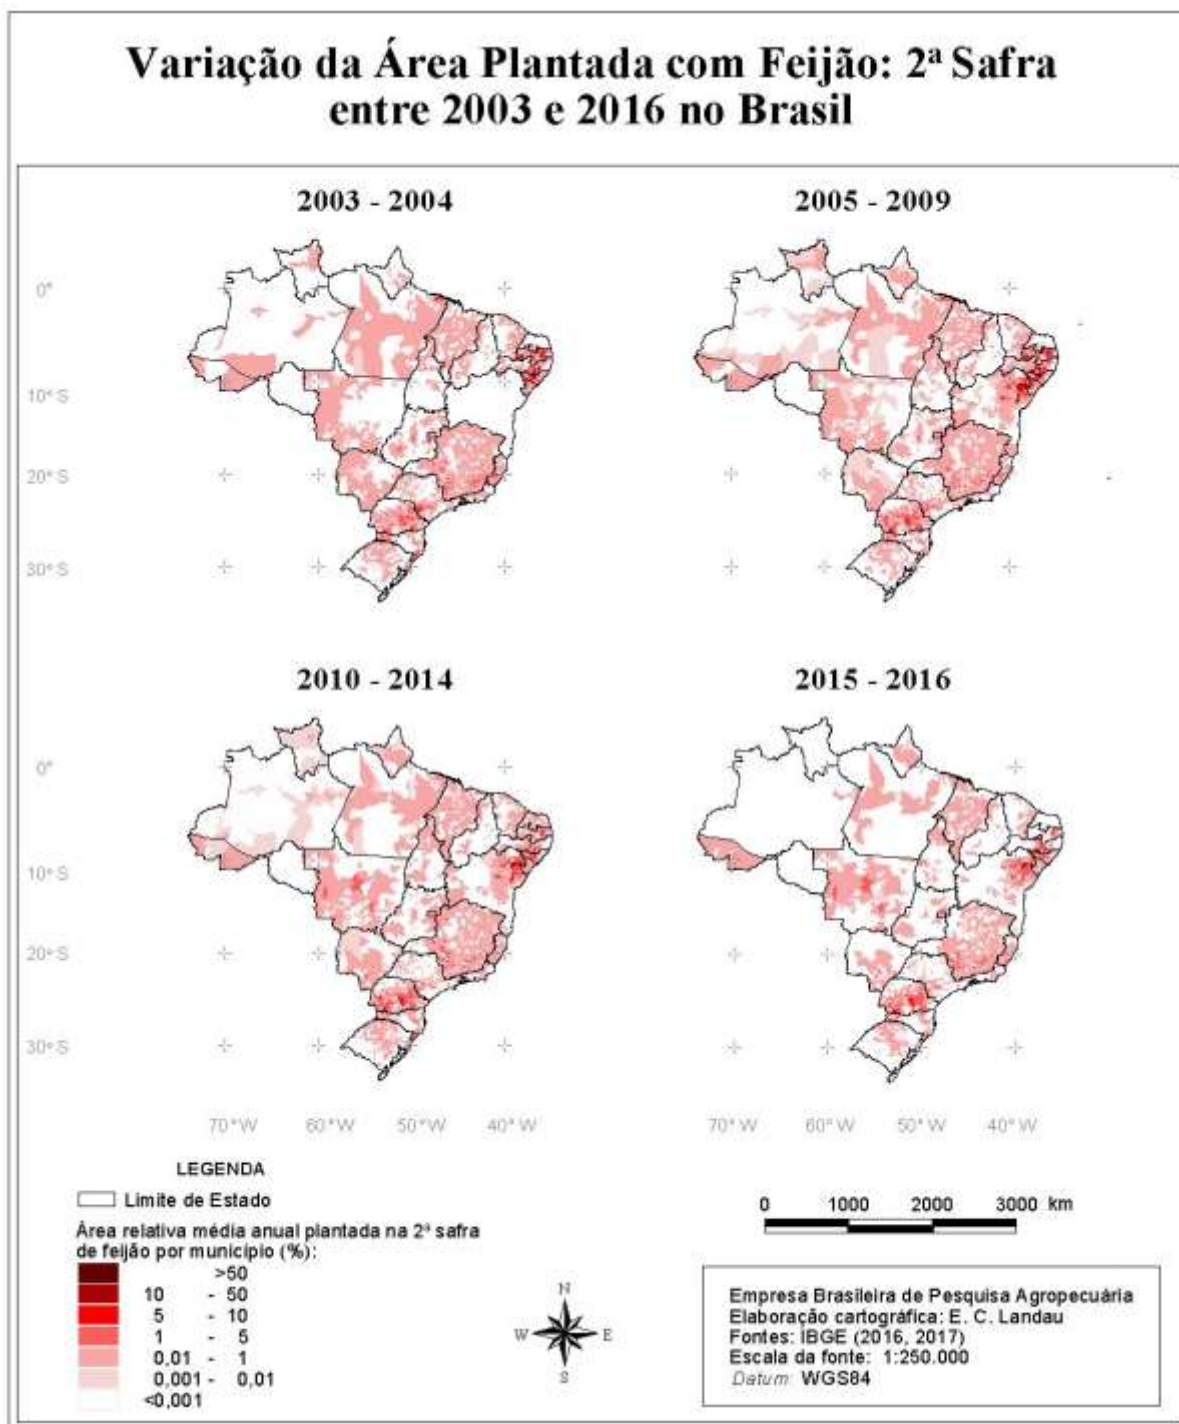 Variação da Área Plantada com Feijão: 2ª Safra
entre 2003 e 2016 no Brasil
2003 - 2004
2005 - 2009
0°
10° S
20° S
30° S
2010 - 2014
2015 - 2016
0°
10° S
20° S
30° S
70° W 60° W 50° W 40° W
70° W 60° W 50° W 40° W
LEGENDA
Limite de Estado
Área relativa média anual plantada na 2ª safra
de feijão por município (%):
>50
10 - 50
5 - 10
1 - 5
0,01 - 1
0,001 - 0,01
<0,001
N
W E
S
0 1000 2000 3000 km
Empresa Brasileira de Pesquisa Agropecuária
Elaboração cartográfica: E. C. Landau
Fontes: IBGE (2016, 2017)
Escala da fonte: 1:250.000
Datum: WGS84